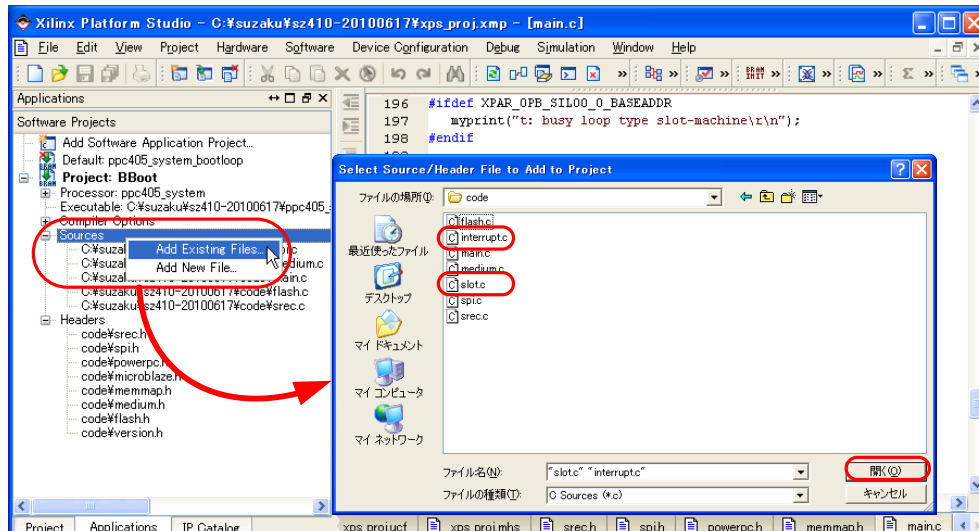 Xilinx Platform Studio - C:¥suzaku¥sz410-20100617¥xps_proj.xmp - [main.c]
File Edit View Project Hardware Software Device Configuration Debug Simulation Window Help
Applications
Software Projects
Add Software Application Project...
Default: ppc405_system_bootloop
Project: BBoot
Processor: ppc405_system
Executable: C:¥suzaku¥sz410-20100617¥ppc405_
Compiler Options
Sources
C:¥suza
Add Existing Files...
C:¥suzal
edium.c
Add New File...
C:¥suzaku¥sz410-20100617¥code¥main.c
C:¥suzaku¥sz410-20100617¥code¥flash.c
C:¥suzaku¥sz410-20100617¥code¥srec.c
Headers
code¥srec.h
code¥spi.h
code¥powerpc.h
code¥microblaze.h
code¥memmap.h
code¥medium.h
code¥flash.h
code¥version.h
Project Applications IP Catalog
196 #ifdef XPAR_OPB_SIL00_0_BASEADDR
197 myprint("t: busy loop type slot-machine\r\n");
198 #endif
Select Source/Header File to Add to Project
ファイルの場所(I): code
最近使ったファイル
デスクトップ
マイ ドキュメント
マイ コンピュータ
マイ ネットワーク
flash.c
interrupt.c
main.c
medium.c
slot.c
spi.c
srec.c
ファイル名(N): "slot.c" "interrupt.c" 開く(O)
ファイルの種類(T): C Sources (*.c) キャンセル
xps_proj.ucf xps_proj.mhs srec.h spi.h powerpc.h memmap.h main.c